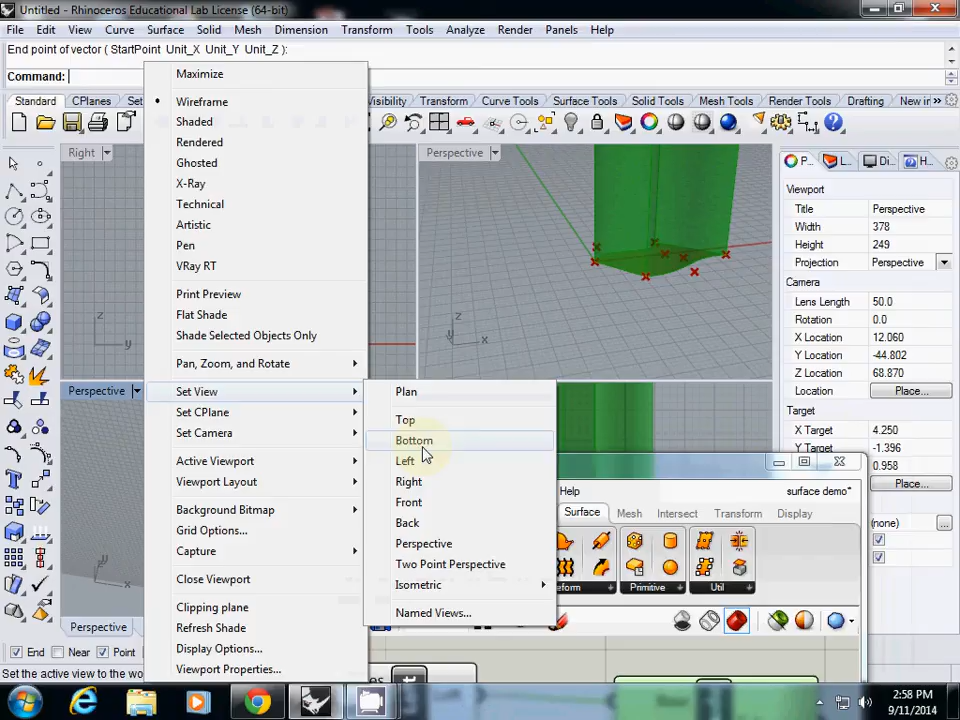 Untitled - Rhinoceros Educational Lab License (64-bit)
File Edit View Curve Surface Solid Mesh Dimension Transform Tools Analyze Render Panels Help
End point of vector ( StartPoint Unit_X Unit_Y Unit_Z ):
Command:
Standard CPlanes Set Visibility Transform Curve Tools Surface Tools Solid Tools Mesh Tools Render Tools Drafting New in »
Right
Perspective
P... L... Di... H...
Maximize
Wireframe
Shaded
Rendered
Ghosted
X-Ray
Technical
Artistic
Pen
VRay RT
Print Preview
Flat Shade
Shade Selected Objects Only
Pan, Zoom, and Rotate
Set View
Set CPlane
Set Camera
Active Viewport
Viewport Layout
Background Bitmap
Grid Options...
Capture
Close Viewport
Clipping plane
Refresh Shade
Display Options...
Viewport Properties...
Plan
Top
Bottom
Left
Right
Front
Back
Perspective
Two Point Perspective
Isometric
Named Views...
Viewport
Title Perspective
Width 378
Height 249
Projection Perspective
Camera
Lens Length 50.0
Rotation 0.0
X Location 12.060
Y Location -44.802
Z Location 68.870
Location Place...
Target
X Target 4.250
Y Target -1.396
0.958
Place...
(none) ...
z
y
z
x
Perspective
z
y
x
Help surface demo*
Surface Mesh Intersect Transform Display
Primitive Util
Perspective
End Near Point
Set the active view to the wo
2:58 PM
9/11/2014